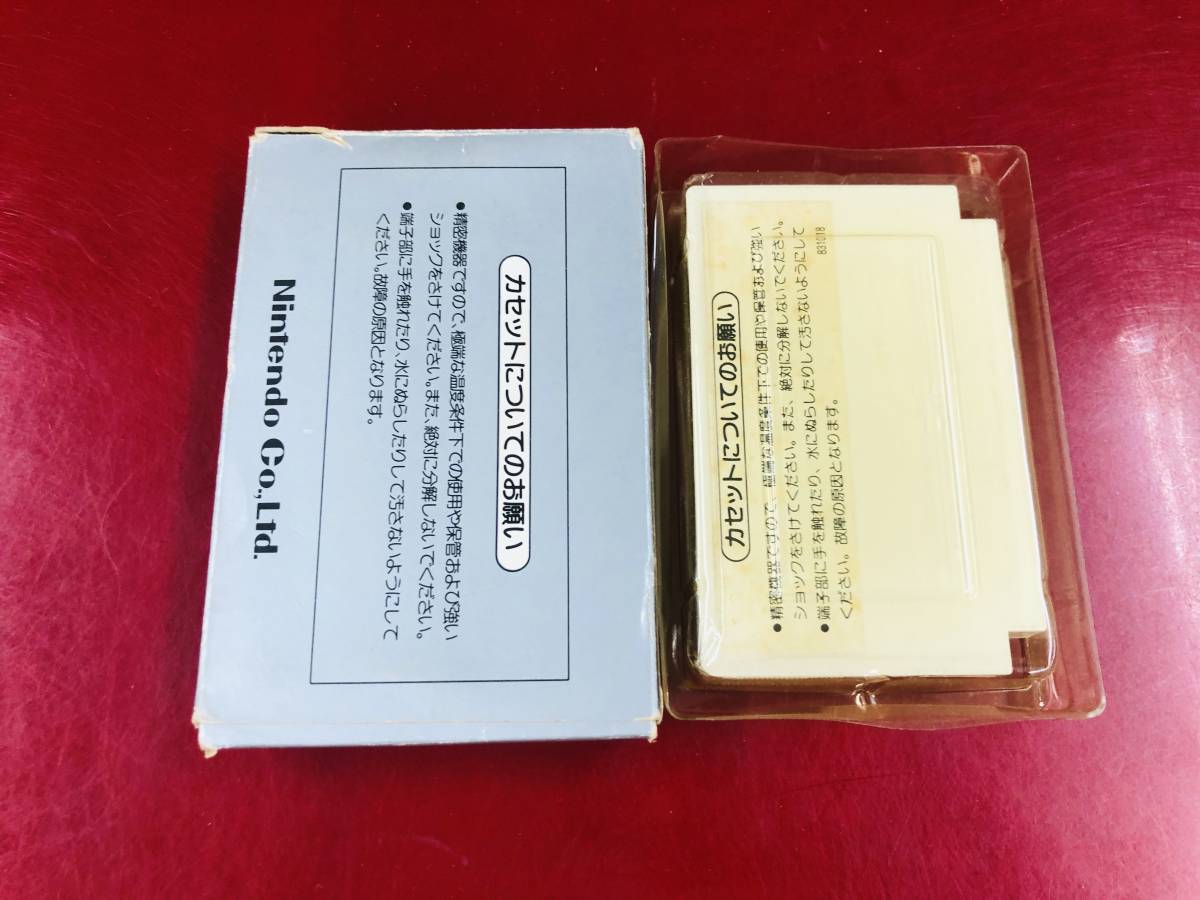 カセットについてのお願い
●精密機器ですので、極端な温度条件下での使用や保管および強い
ショックをさけてください。また、絶対に分解しないでください。
●端子部に手を触れたり、水にぬらしたりして汚さないようにして
ください。故障の原因となります。
Nintendo Co.,Ltd.
カセットについてのお願い
●精密機器ですので、極端な温度条件下での使用や保管および強い
ショックをさけてください。また、絶対に分解しないでください。
●端子部に手を触れたり、水にぬらしたりして汚さないようにして
ください。故障の原因となります。
831018